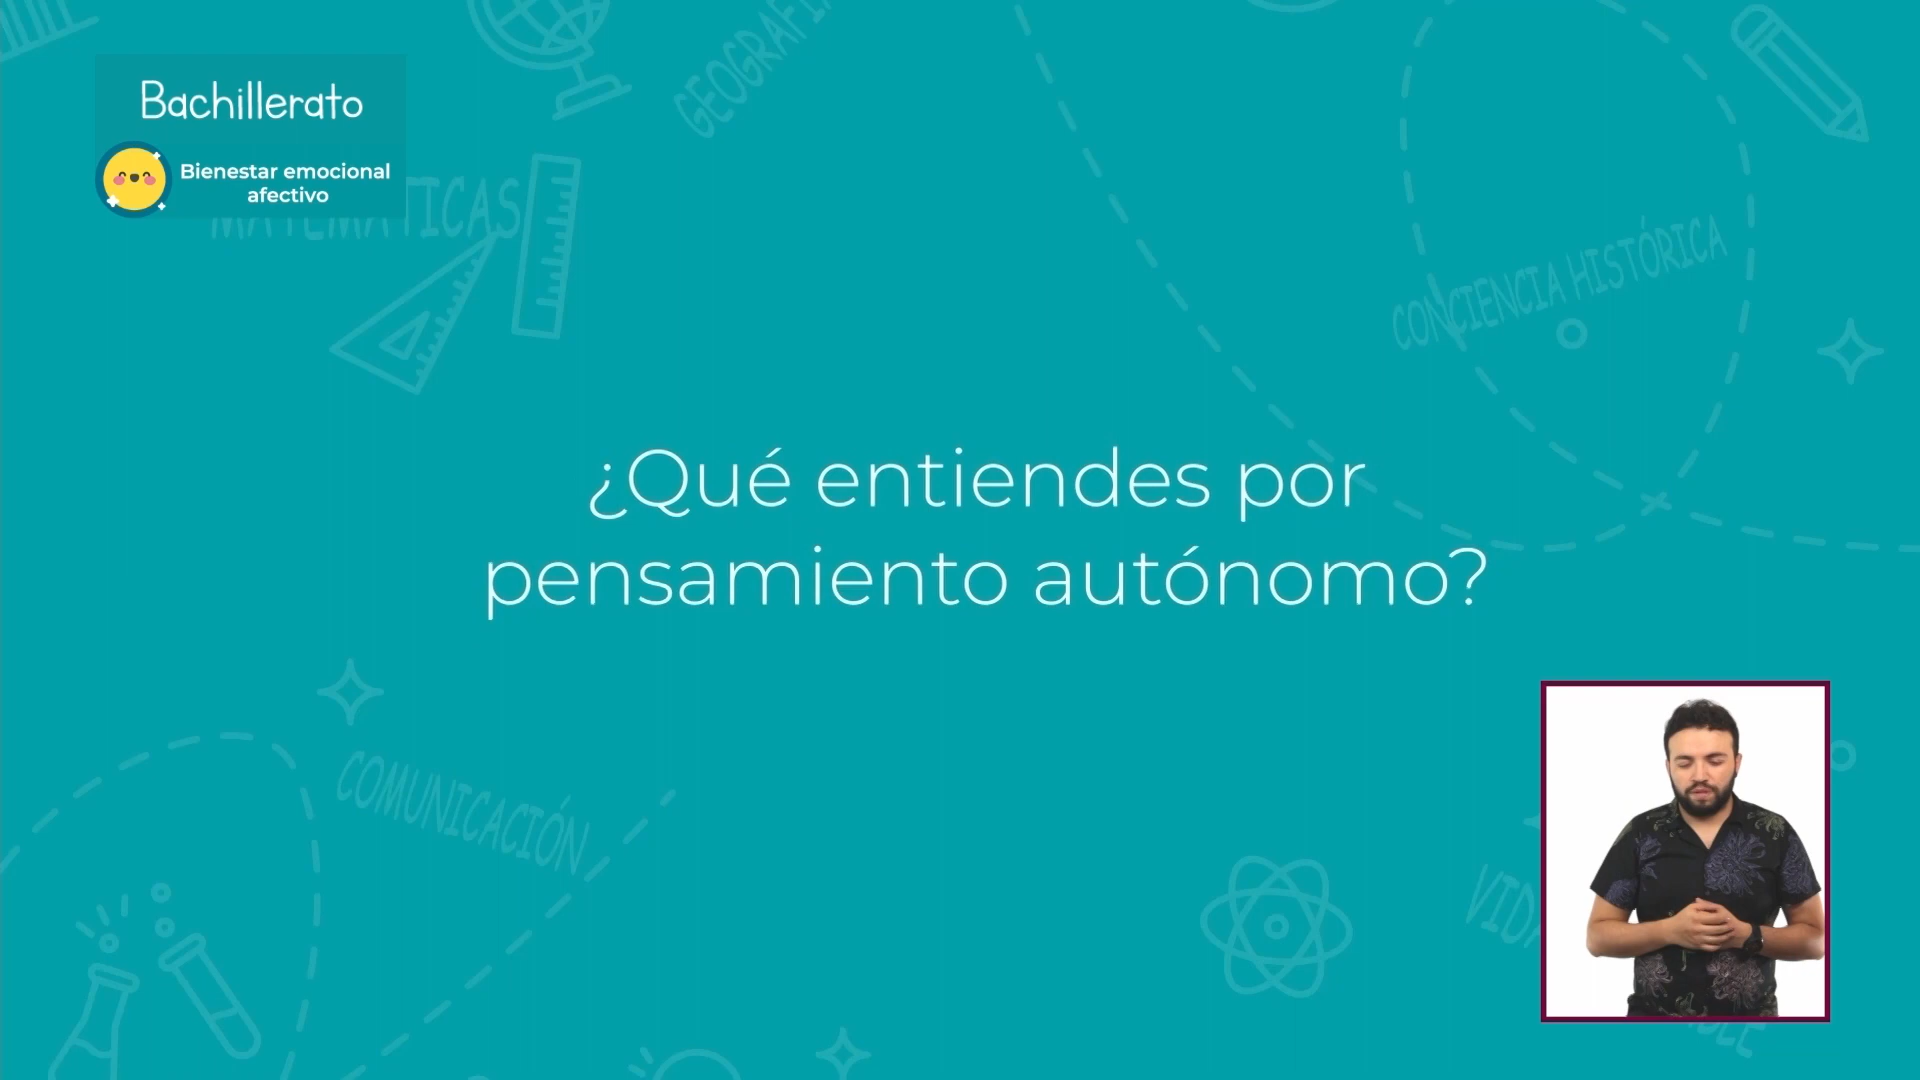 Bachillerato
Bienestar emocional
afectivo
GEOGRAFÍA
MATEMÁTICAS
CONCIENCIA HISTÓRICA
¿Qué entiendes por
pensamiento autónomo?
COMUNICACIÓN